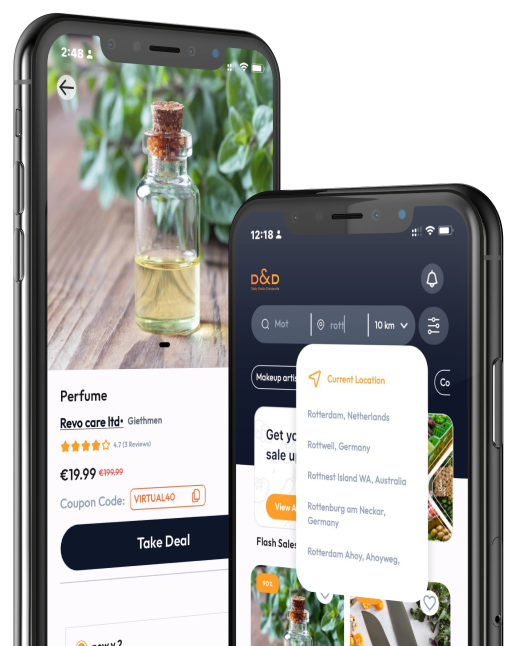 2:48
Perfume
Revo care ltd• Giethmen
4.7 (3 Reviews)
€19.99 €199.99
Coupon Code: VIRTUAL40
Take Deal
12:18
D&D
Mot rott 10 km
Makeup artis Co
Current Location
Rotterdam, Netherlands
Rottweil, Germany
Rottnest Island WA, Australia
Rottenburg am Neckar,
Germany
Rotterdam Ahoy, Ahoyweg,
Get yo
sale up
View A
Flash Sales
90%